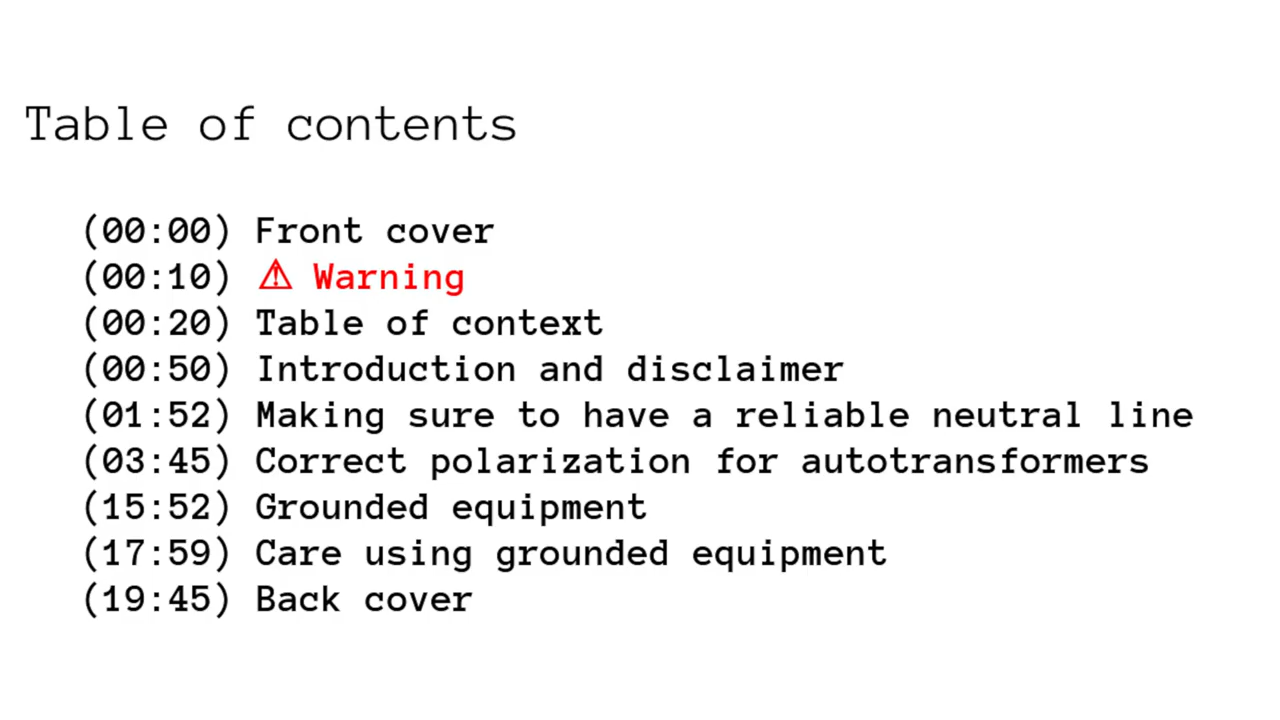 Table of contents
(00:00) Front cover
(00:10) ⚠ Warning
(00:20) Table of context
(00:50) Introduction and disclaimer
(01:52) Making sure to have a reliable neutral line
(03:45) Correct polarization for autotransformers
(15:52) Grounded equipment
(17:59) Care using grounded equipment
(19:45) Back cover